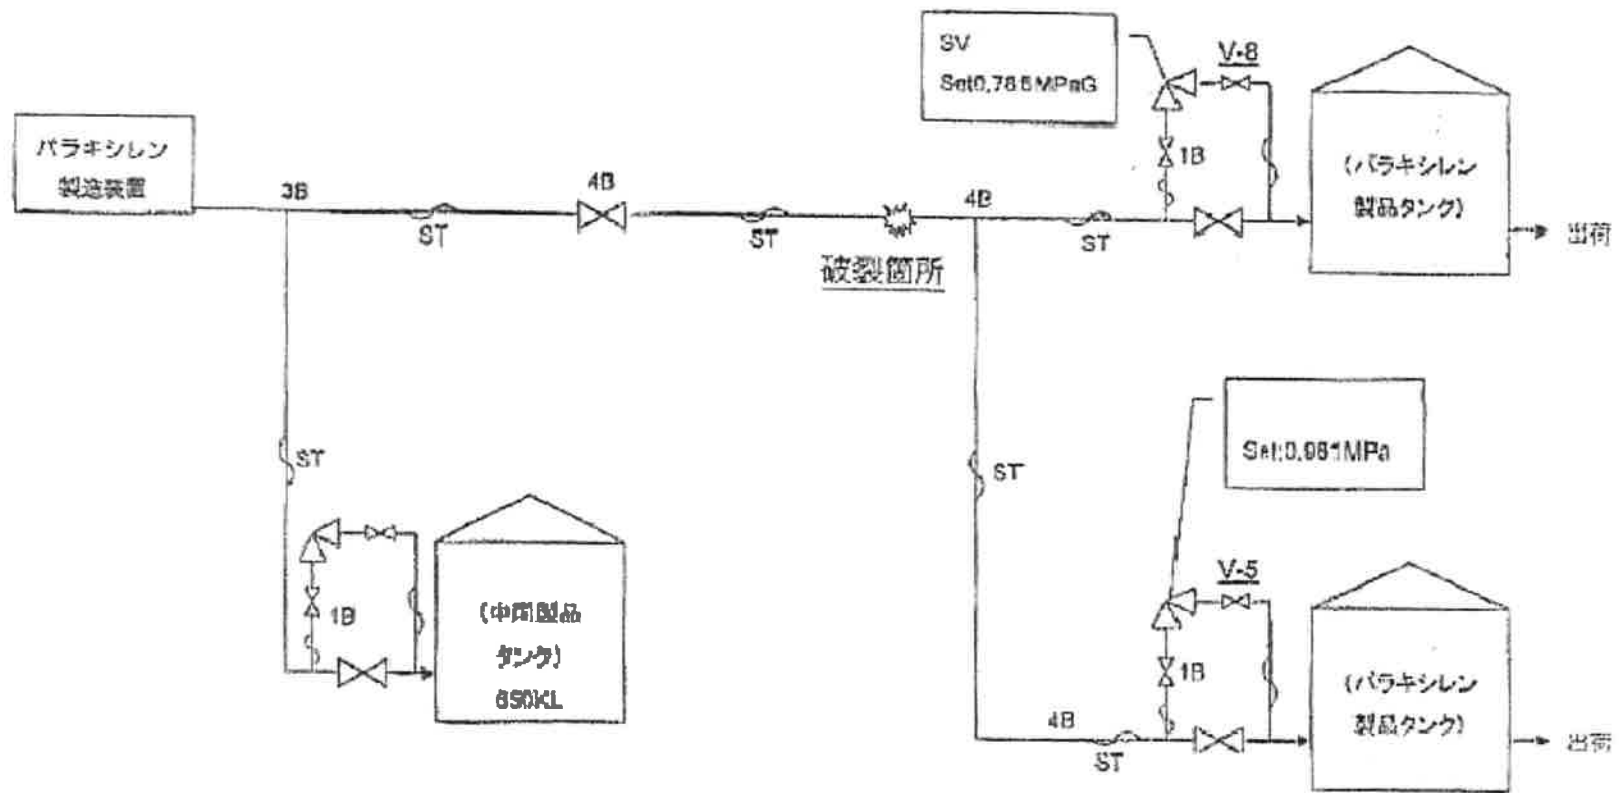 SV
Set0.785MPaG
V-8
パラキシレン
製造装置
3B
ST
4B
ST
破裂箇所
4B
ST
1B
(パラキシレン
製品タンク)
出荷
ST
1B
(中間製品
タンク)
650KL
ST
Set:0.981MPa
V-5
1B
4B
ST
(パラキシレン
製品タンク)
出荷